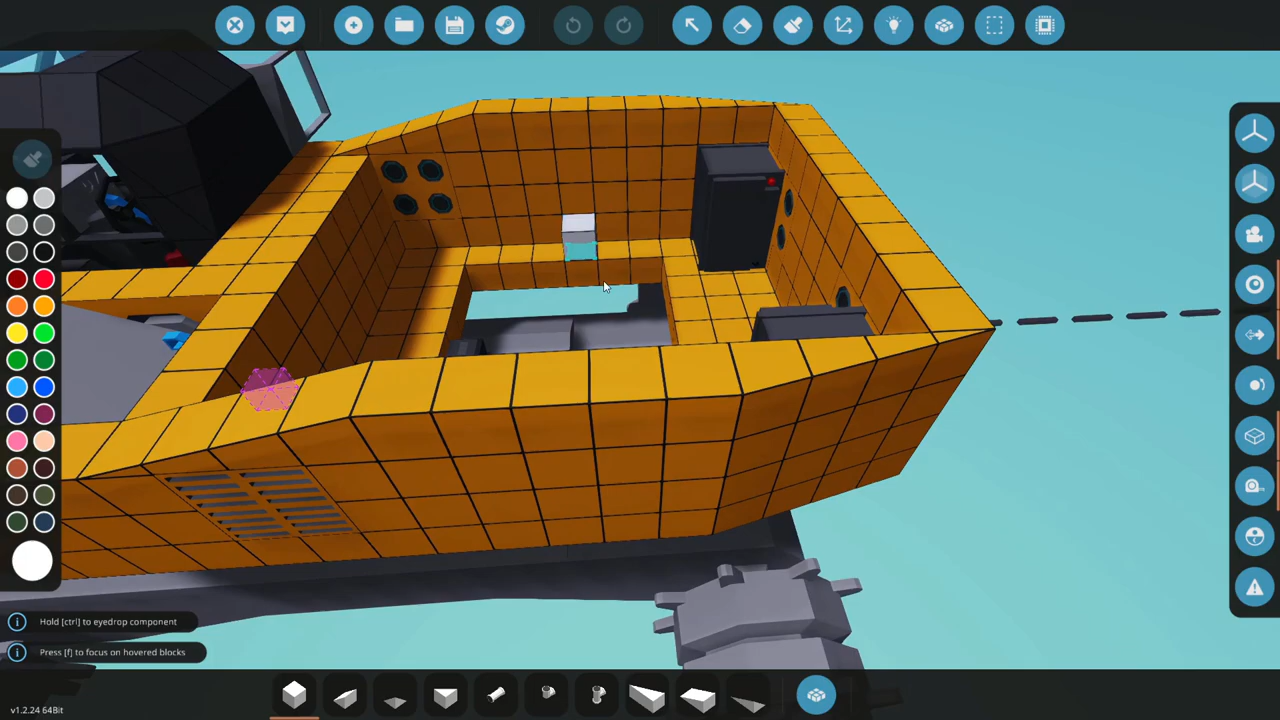 Hold [ctrl] to eyedrop component
Press [f] to focus on hovered blocks
v1.2.24 64Bit